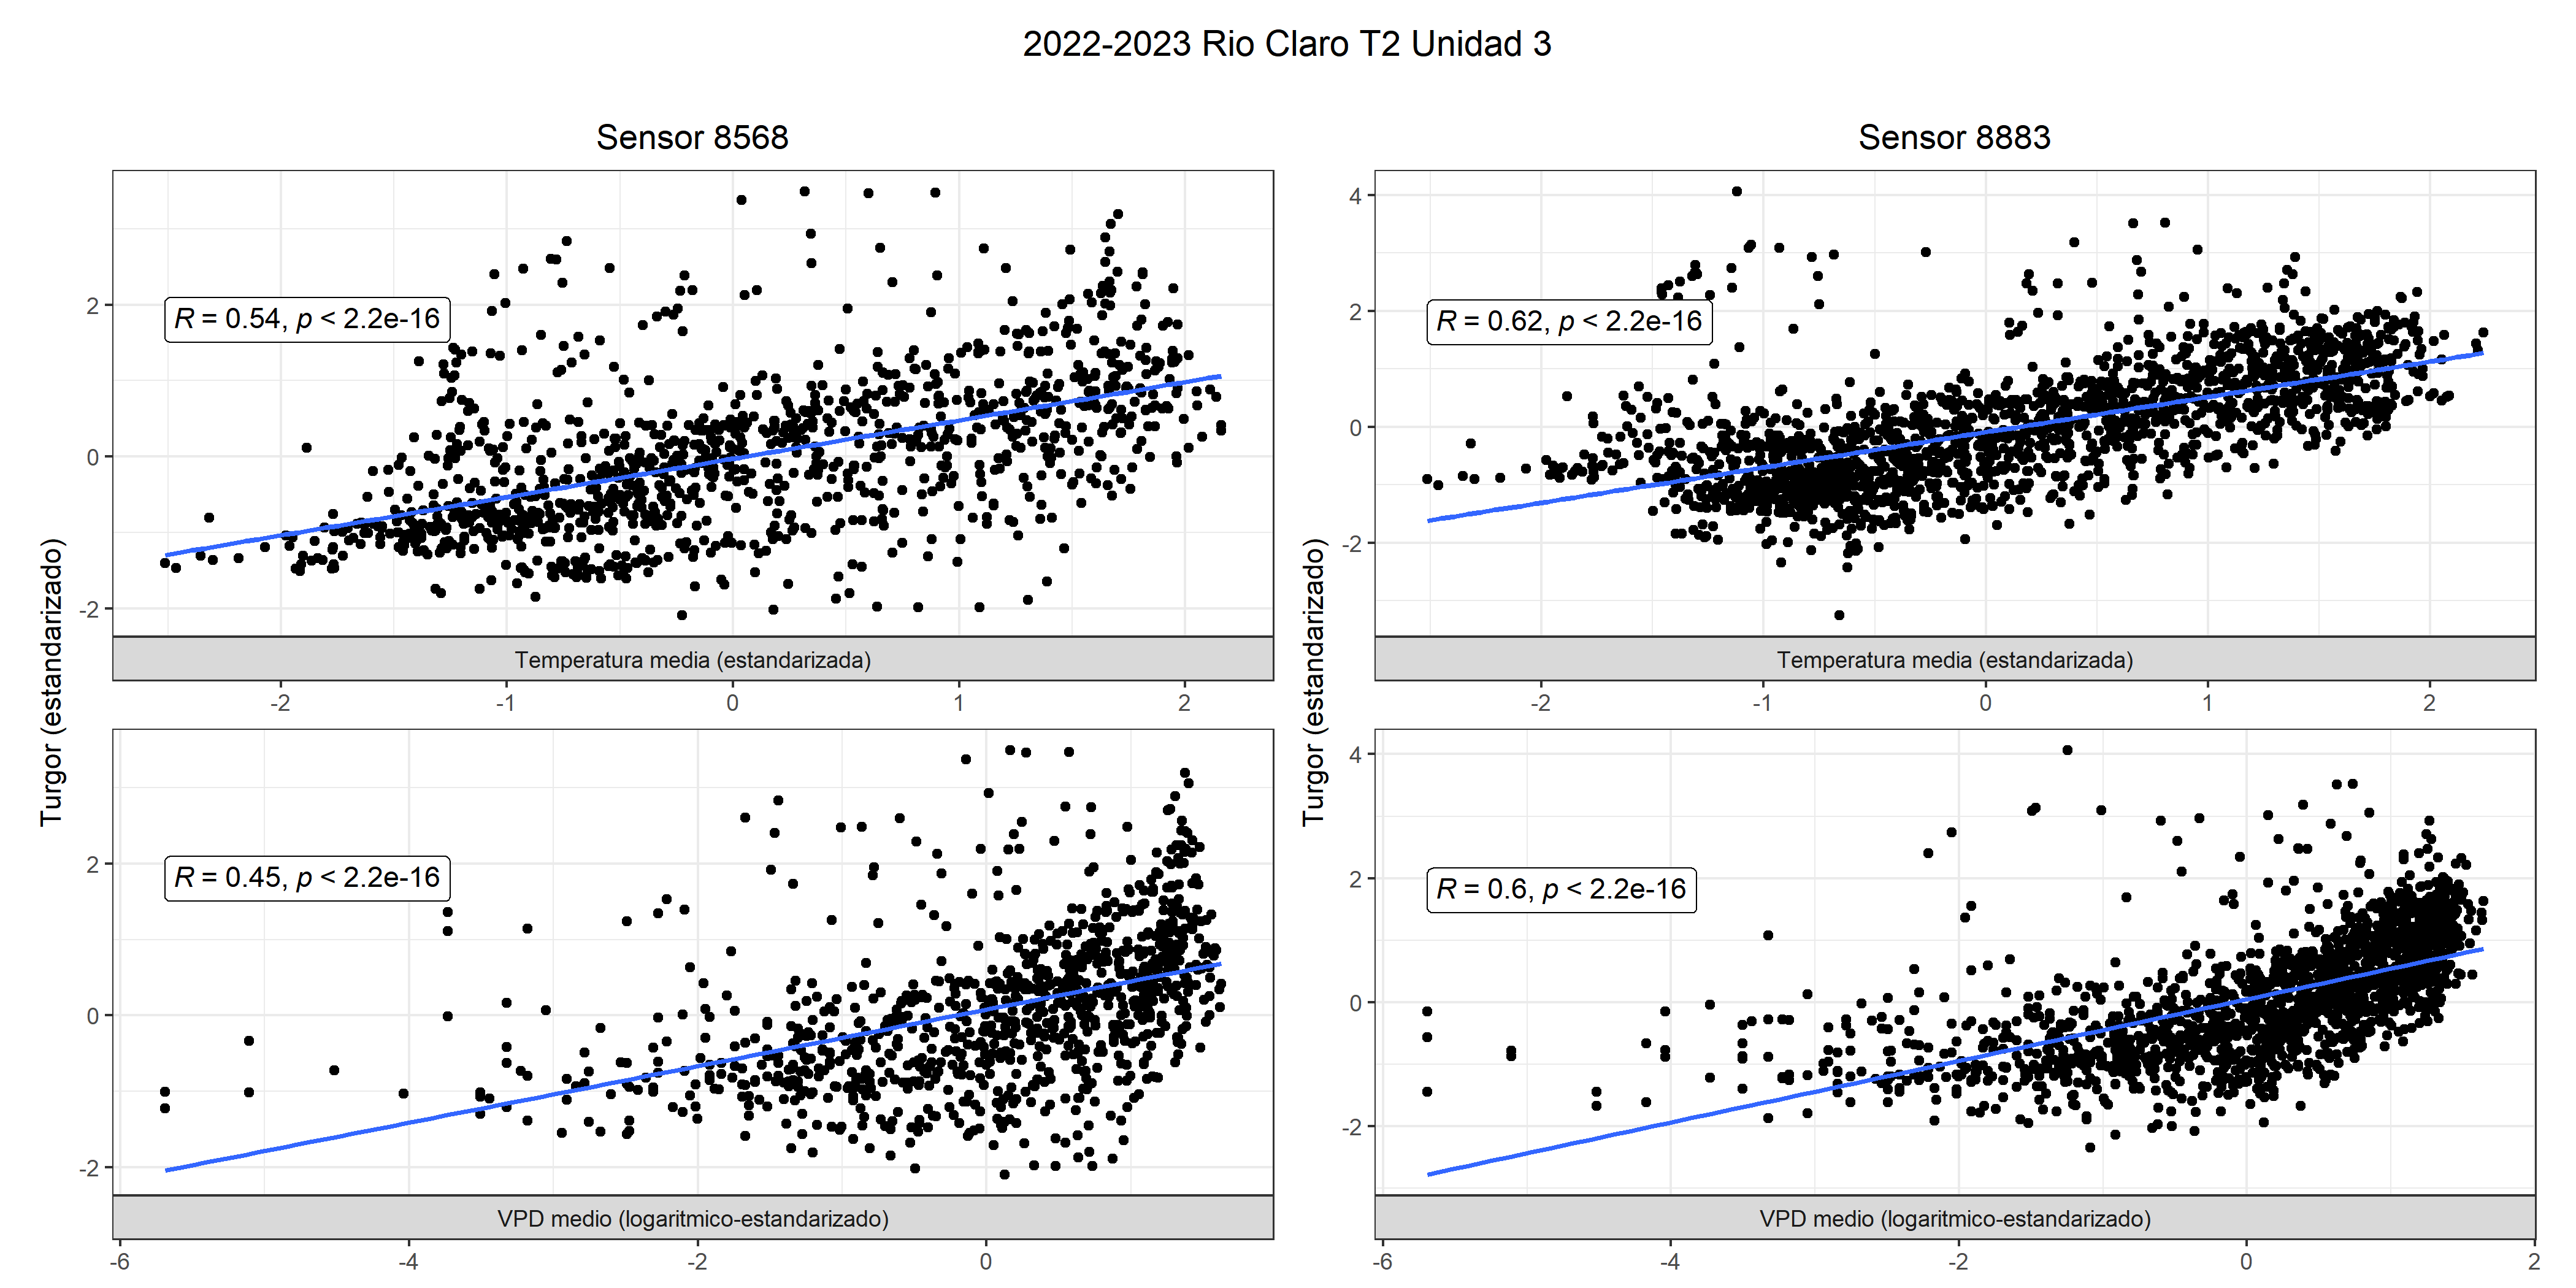 2022-2023 Rio Claro T2 Unidad 3
Sensor 8568
Turgor (estandarizado)
2
0
-2
R = 0.54, p < 2.2e-16
Temperatura media (estandarizada)
-2 -1 0 1 2
2
0
-2
R = 0.45, p < 2.2e-16
VPD medio (logaritmico-estandarizado)
-6 -4 -2 0
Sensor 8883
Turgor (estandarizado)
4
2
0
-2
R = 0.62, p < 2.2e-16
Temperatura media (estandarizada)
-2 -1 0 1 2
4
2
0
-2
R = 0.6, p < 2.2e-16
VPD medio (logaritmico-estandarizado)
-6 -4 -2 0 2